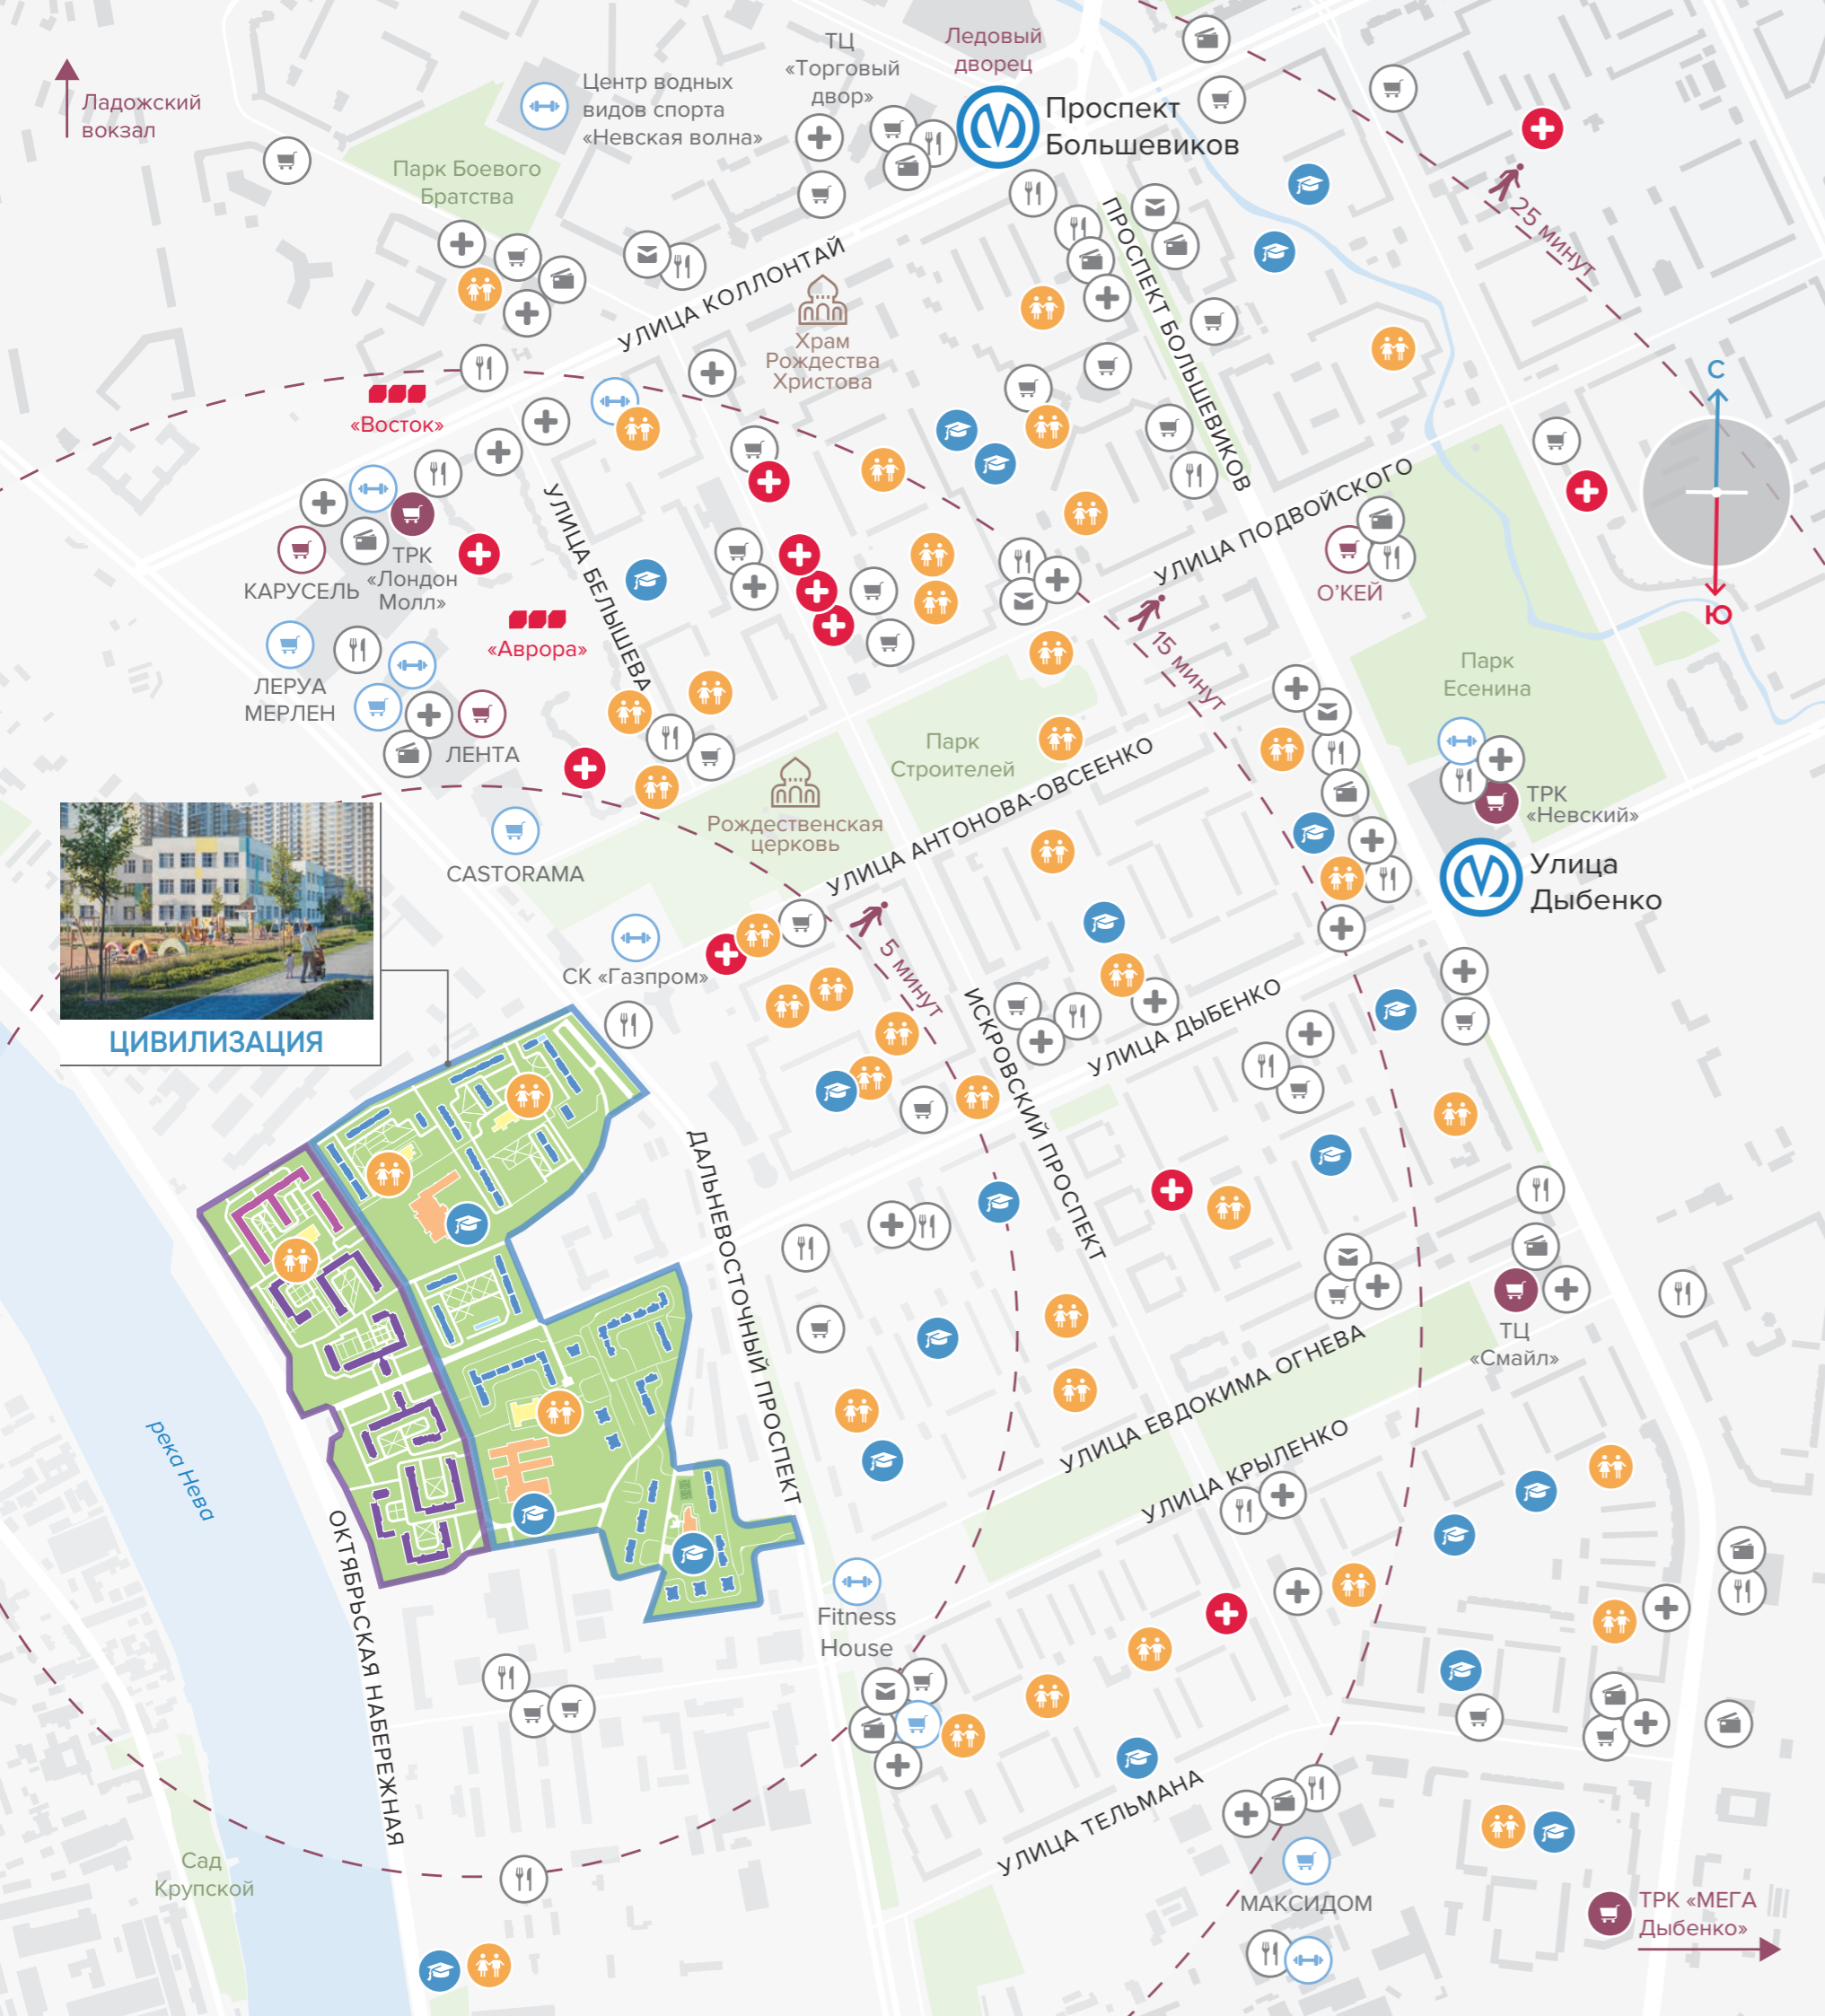 Ладожский
вокзал
Центр водных
видов спорта
«Невская волна»
ТЦ
«Торговый
двор»
Ледовый
дворец
Проспект
Большевиков
Парк Боевого
Братства
25 минут
УЛИЦА КОЛЛОНТАЙ
ПРОСПЕКТ БОЛЬШЕВИКОВ
Храм
Рождества
Христова
С
Ю
«Восток»
УЛИЦА ПОДВОЙСКОГО
УЛИЦА БЕЛЫШЕВА
КАРУСЕЛЬ
ТРК
«Лондон
Молл»
О'КЕЙ
«Аврора»
15 минут
ЛЕРУА
МЕРЛЕН
ЛЕНТА
Парк
Есенина
Парк
Строителей
УЛИЦА АНТОНОВА-ОВСЕЕНКО
ТРК
«Невский»
Рождественская
церковь
CASTORAMA
Улица
Дыбенко
СК «Газпром»
5 минут
ЦИВИЛИЗАЦИЯ
ИСКРОВСКИЙ ПРОСПЕКТ
УЛИЦА ДЫБЕНКО
ДАЛЬНЕВОСТОЧНЫЙ ПРОСПЕКТ
ТЦ
«Смайл»
УЛИЦА ЕВДОКИМА ОГНЕВА
УЛИЦА КРЫЛЕНКО
река Нева
ОКТЯБРЬСКАЯ НАБЕРЕЖНАЯ
Fitness
House
УЛИЦА ТЕЛЬМАНА
Сад
Крупской
МАКСИДОМ
ТРК «МЕГА
Дыбенко»